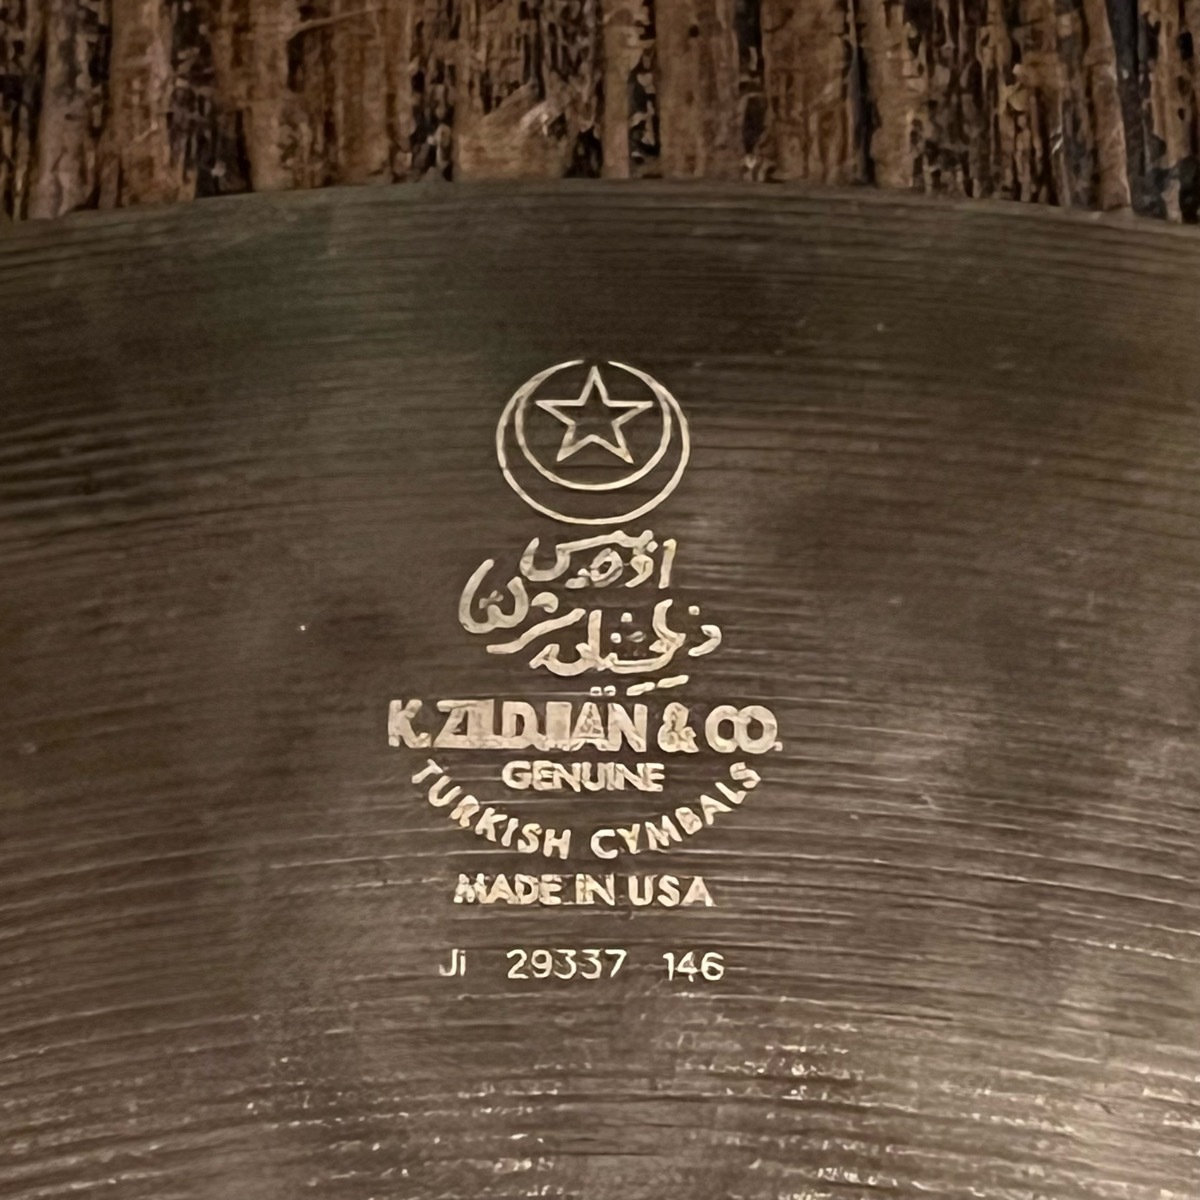 K. ZILDJIAN & CO.
GENUINE
TURKISH CYMBALS
MADE IN USA
Ji 29337 146